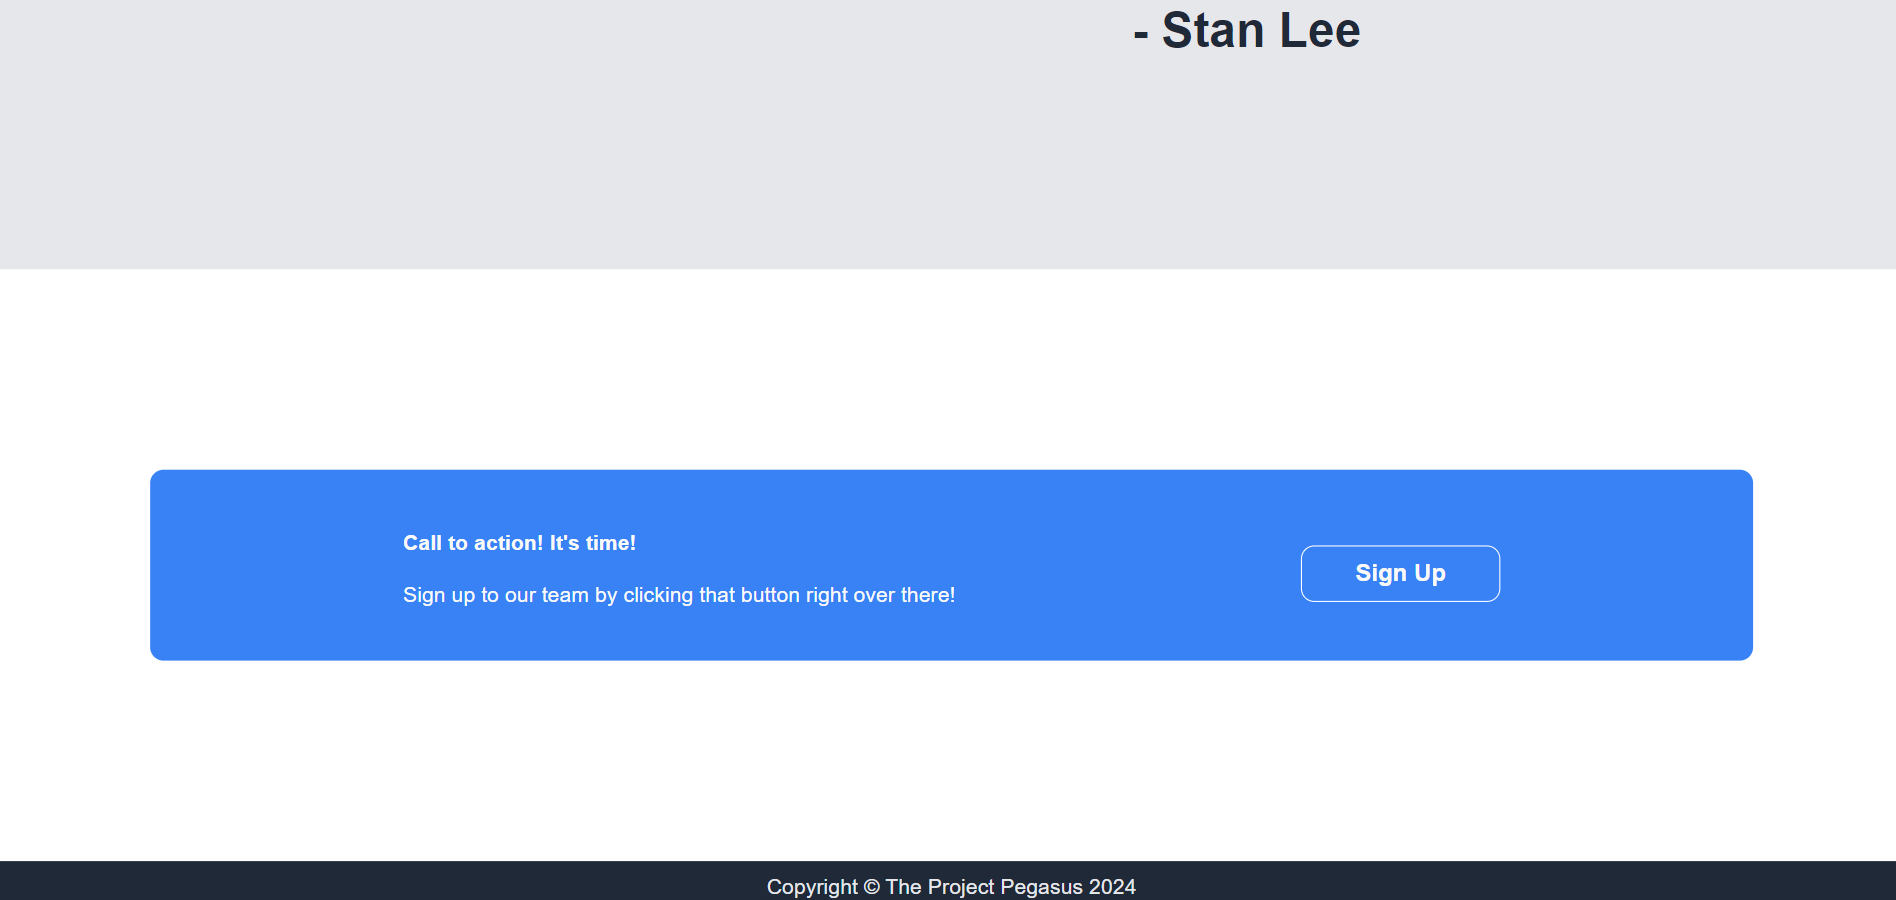 - Stan Lee
Call to action! It's time!
Sign up to our team by clicking that button right over there!
Sign Up
Copyright © The Project Pegasus 2024